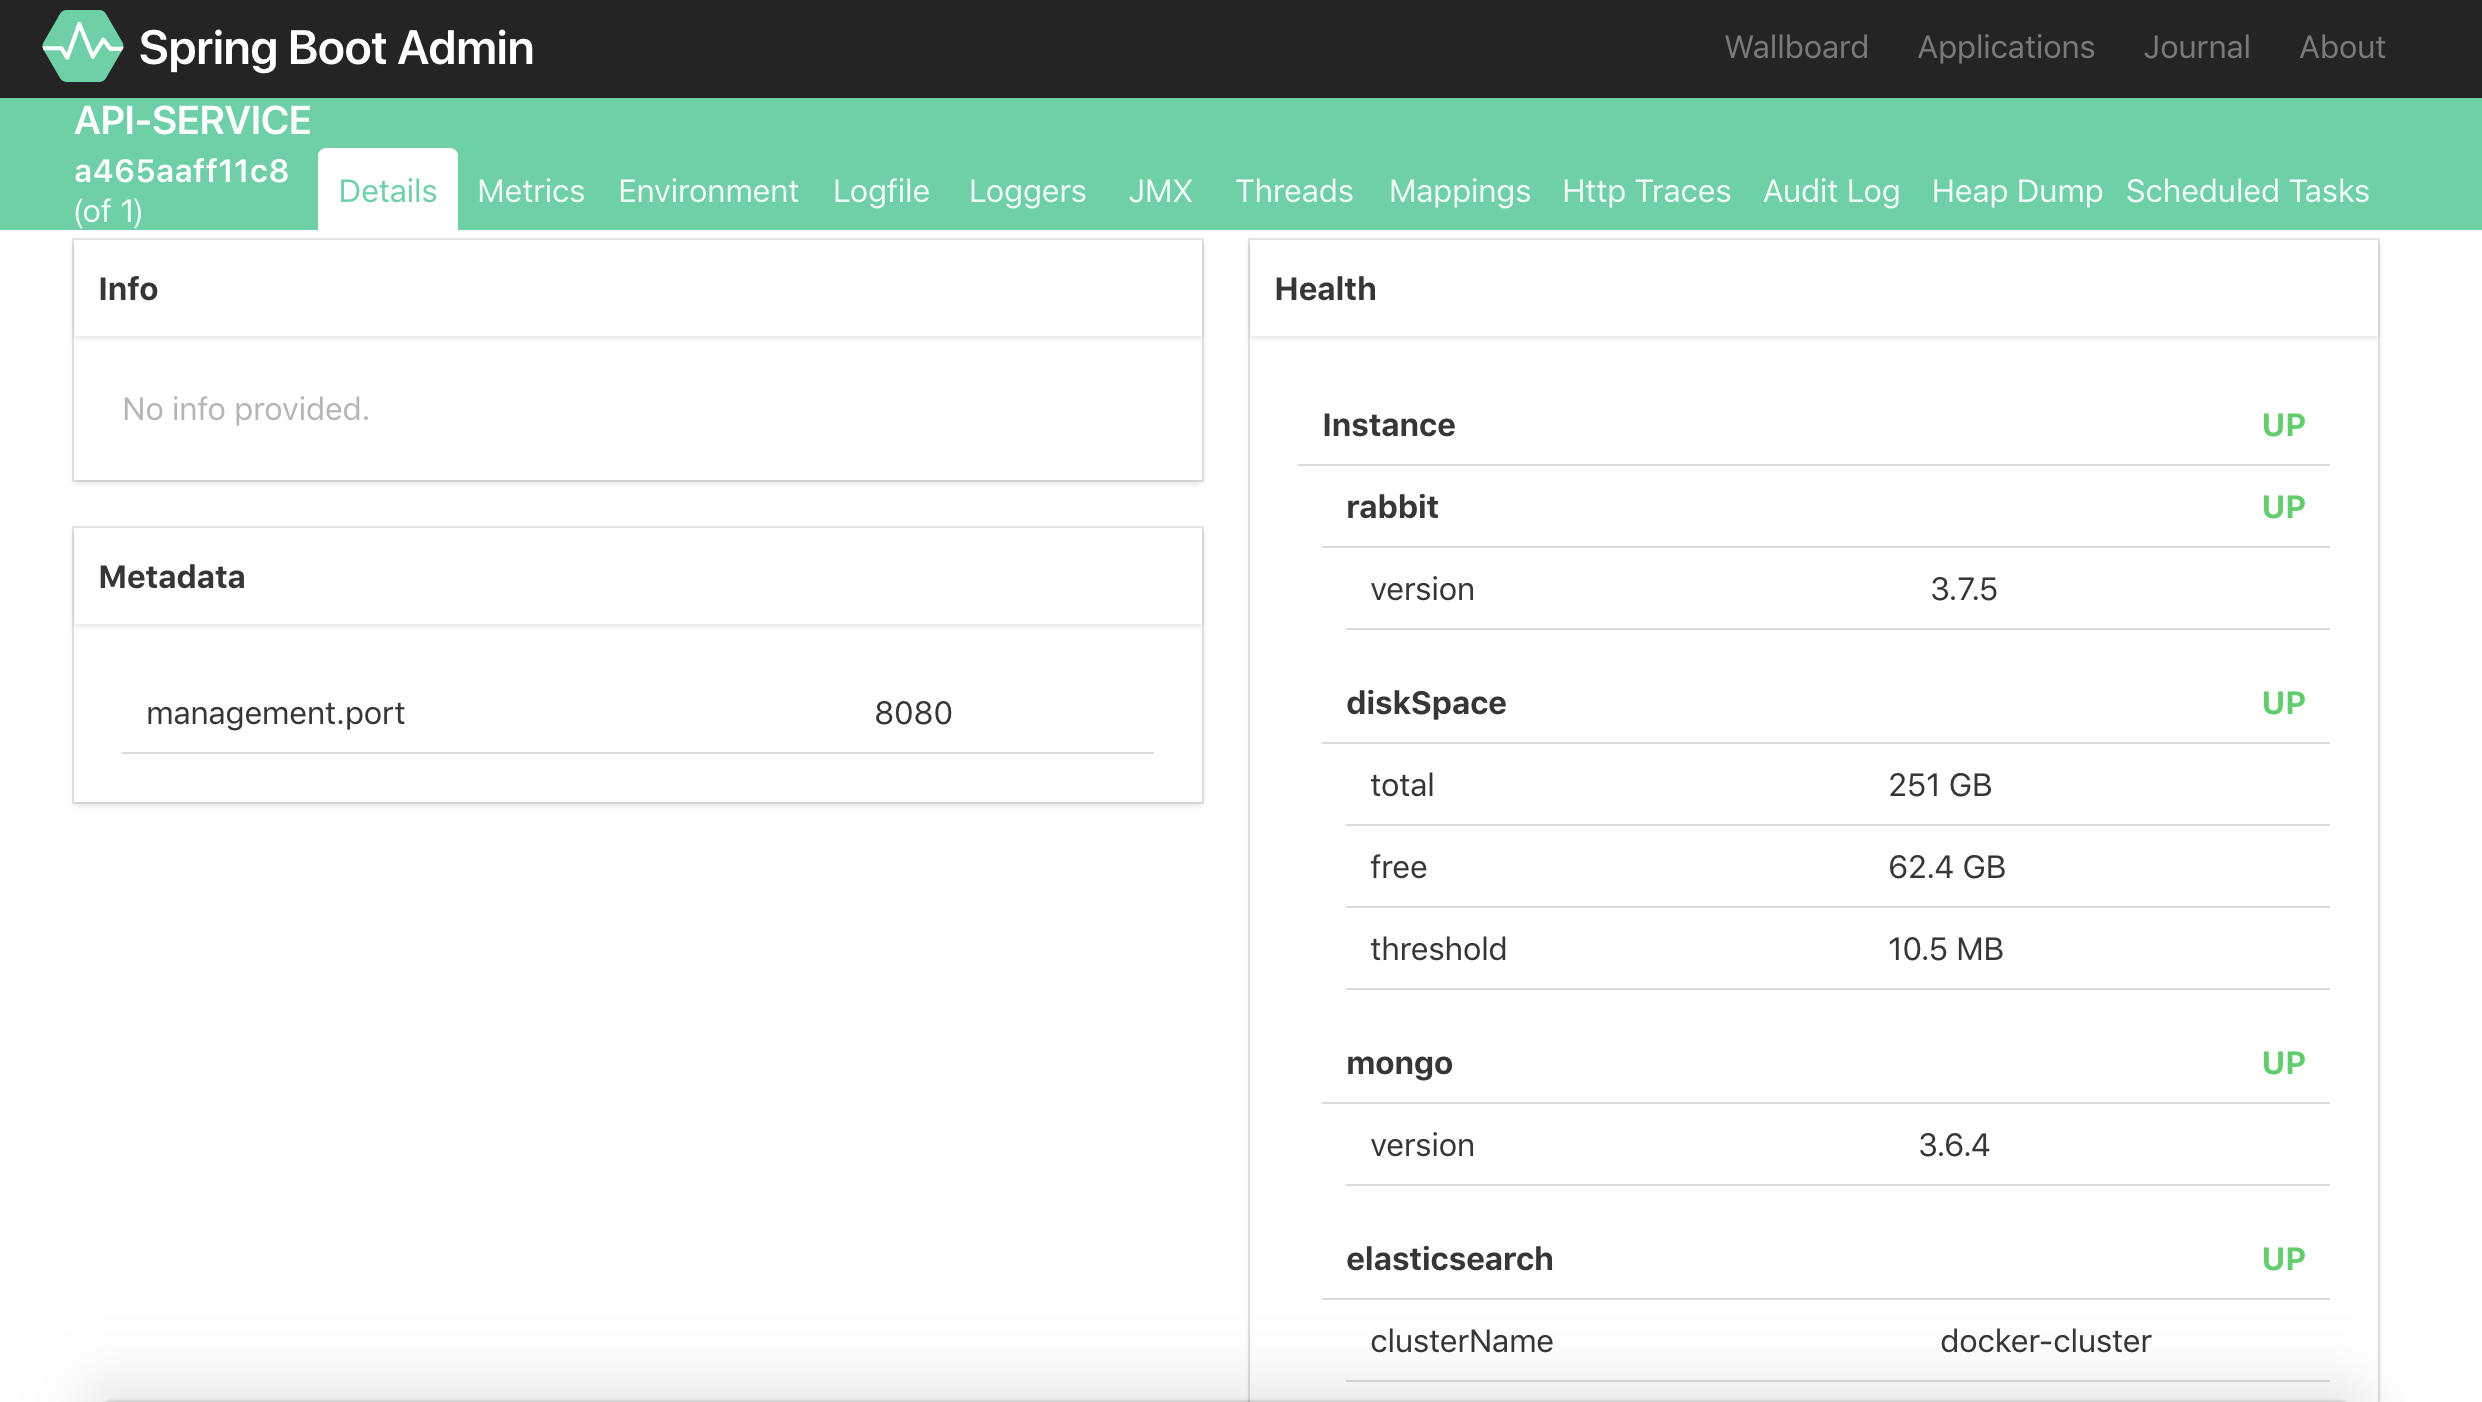 Spring Boot Admin
Wallboard Applications Journal About
API-SERVICE
a465aaff11c8
(of 1)
Details Metrics Environment Logfile Loggers JMX Threads Mappings Http Traces Audit Log Heap Dump Scheduled Tasks
Info
No info provided.
Metadata
management.port 8080
Health
Instance UP
rabbit UP
version 3.7.5
diskSpace UP
total 251 GB
free 62.4 GB
threshold 10.5 MB
mongo UP
version 3.6.4
elasticsearch UP
clusterName docker-cluster